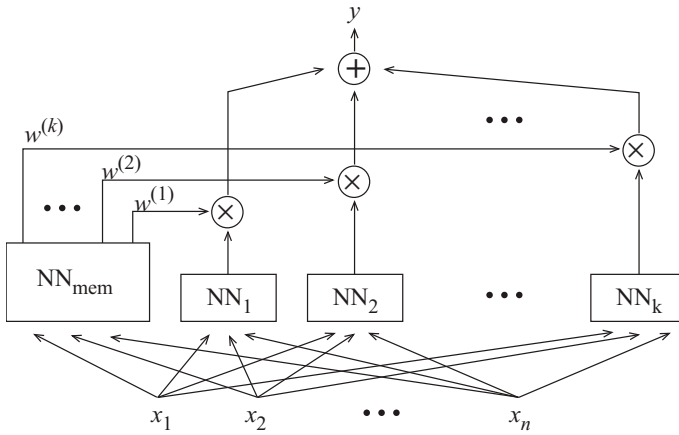 y
+
w^(k)
• • •
×
w^(2)
×
• • •
w^(1)
×
NN_mem
NN_1
NN_2
• • •
NN_k
x_1
x_2
• • •
x_n